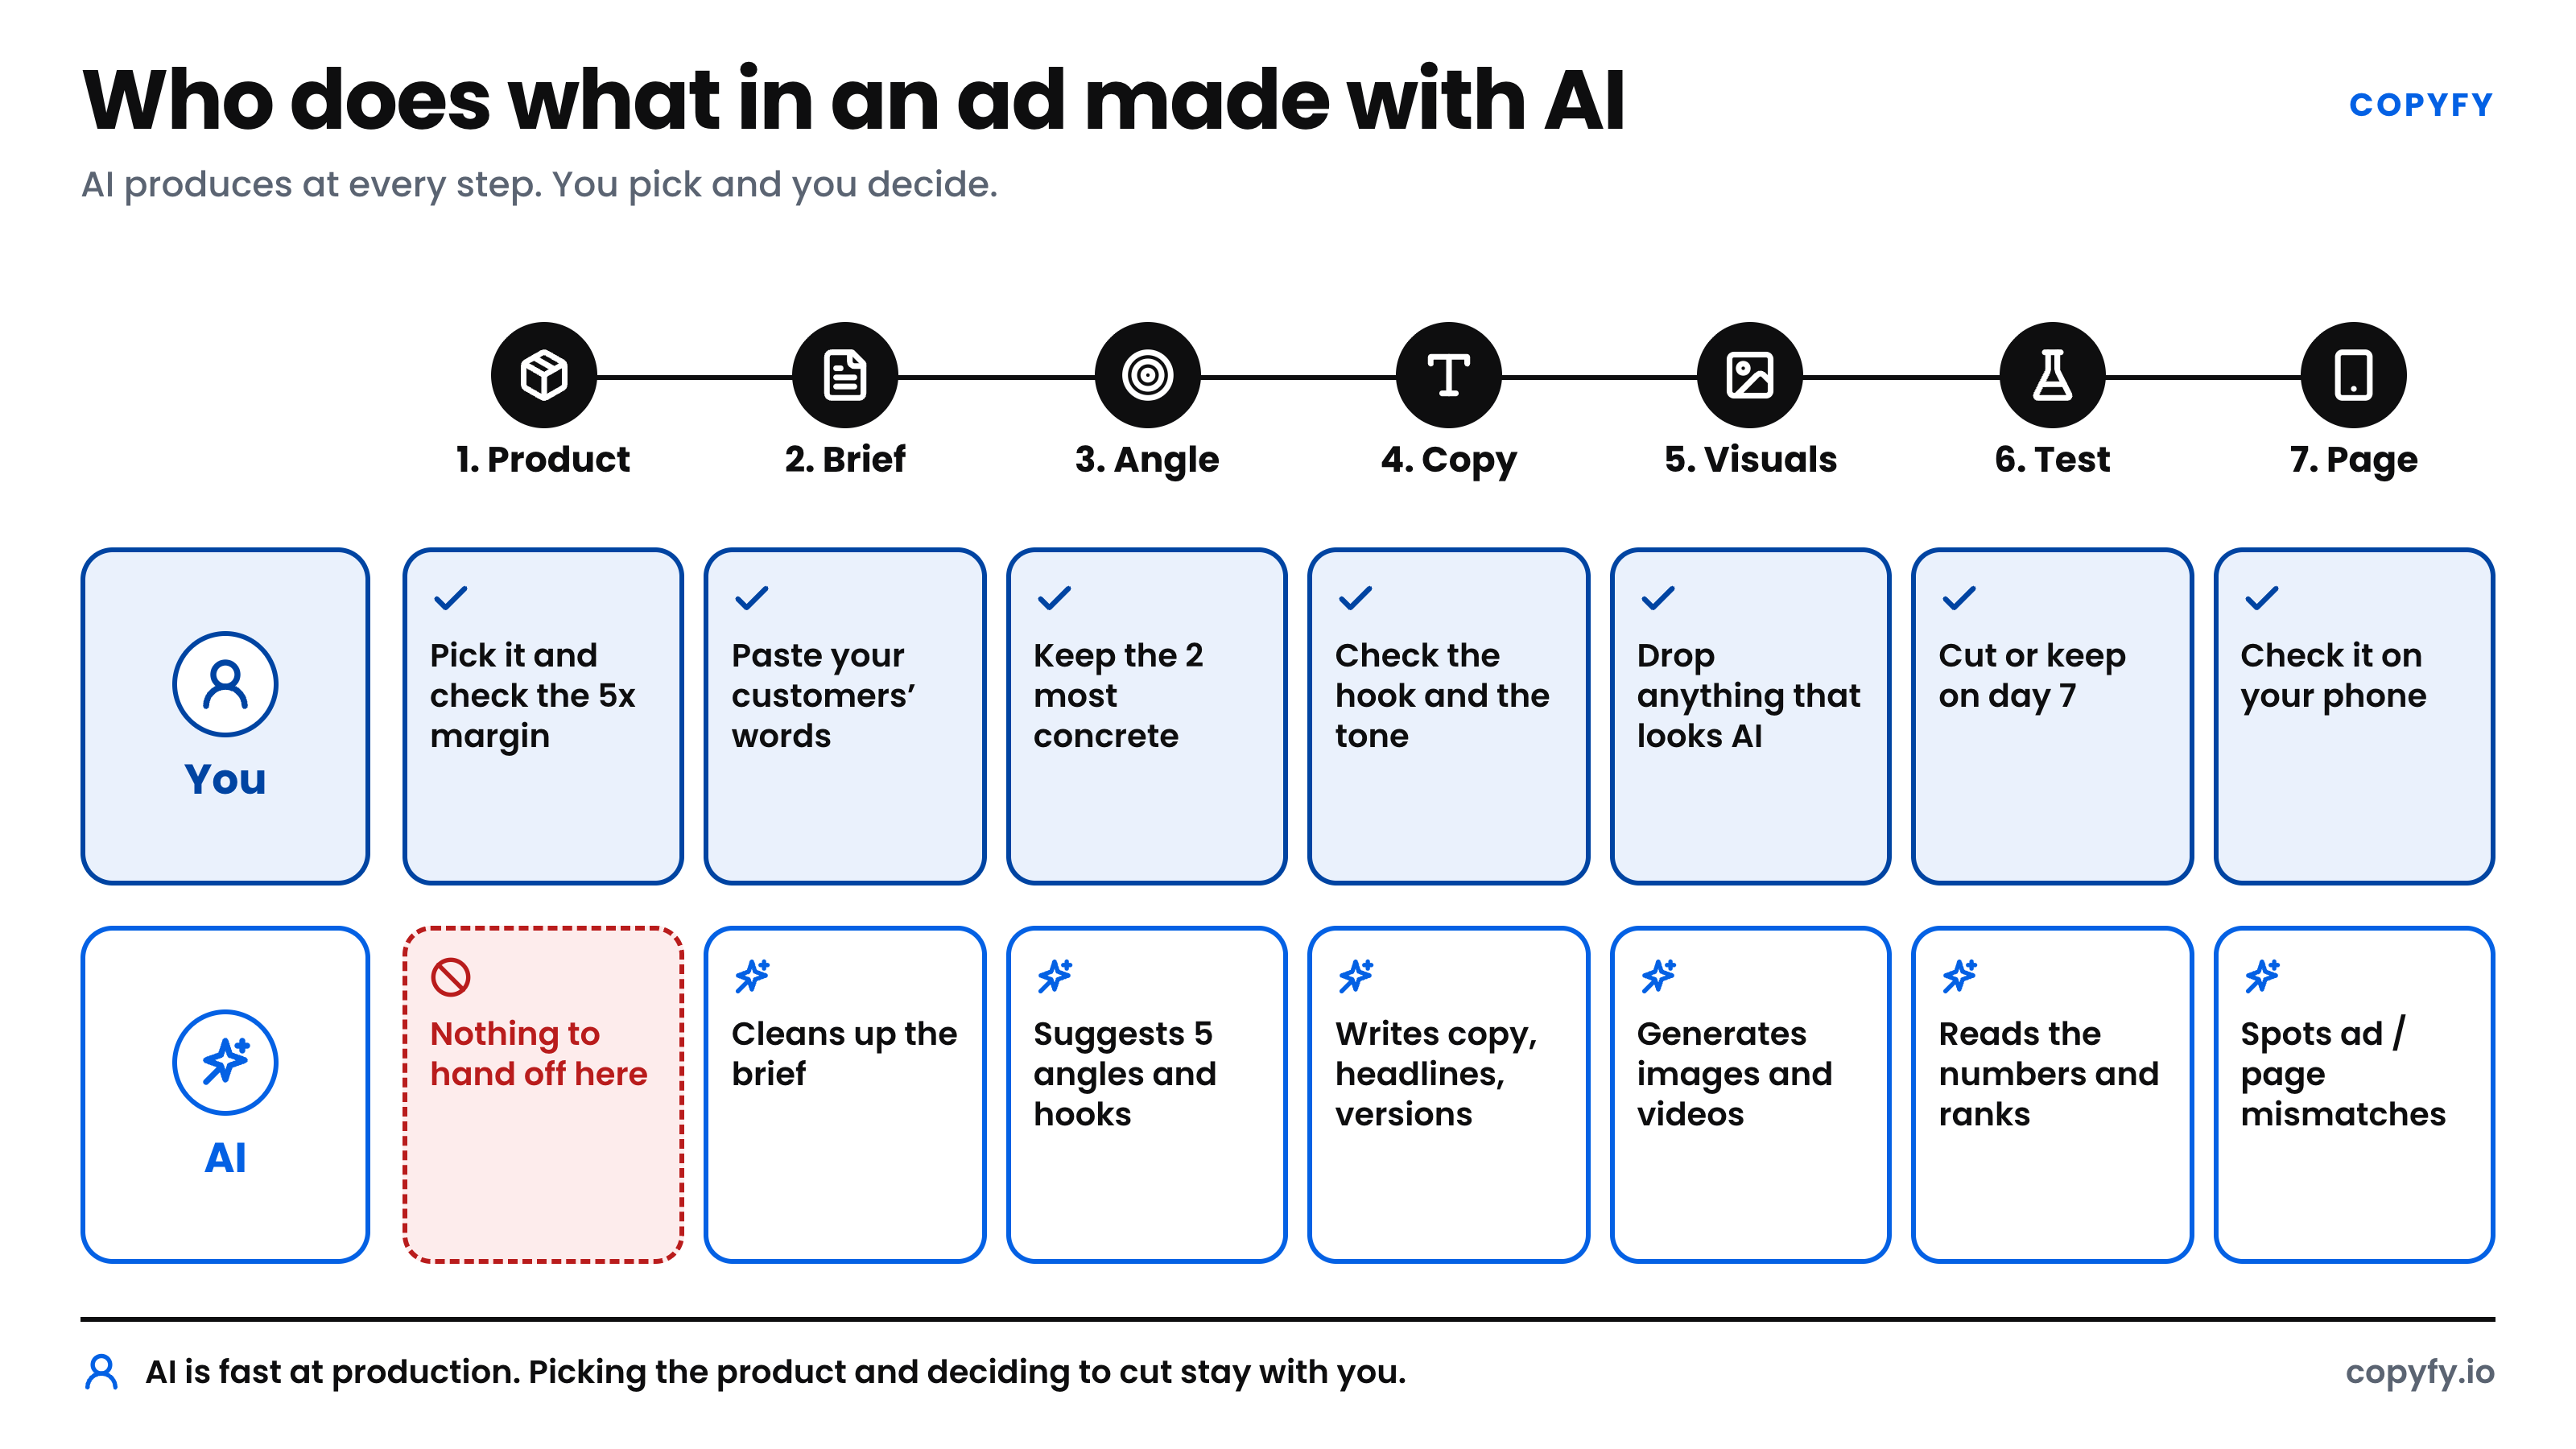 Who does what in an ad made with AI
COPYFY
AI produces at every step. You pick and you decide.
1. Product
2. Brief
3. Angle
4. Copy
5. Visuals
6. Test
7. Page
You
Pick it and
check the 5x
margin
Paste your
customers’
words
Keep the 2
most
concrete
Check the
hook and the
tone
Drop
anything that
looks AI
Cut or keep
on day 7
Check it on
your phone
AI
Nothing to
hand off here
Cleans up the
brief
Suggests 5
angles and
hooks
Writes copy,
headlines,
versions
Generates
images and
videos
Reads the
numbers and
ranks
Spots ad /
page
mismatches
AI is fast at production. Picking the product and deciding to cut stay with you.
copyfy.io